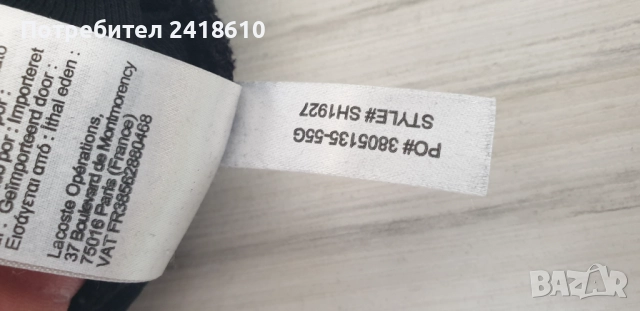 Потребител 2418610
: Importeret
Geïmporteerd door :
Εισάγεται από : Ithal eden :
Lacoste Opérations,
37 Boulevard de Montmorency
75016 Paris (France)
VAT FR38562880468
PO# 3805135-55G
STYLE# SH1927
BAZAR